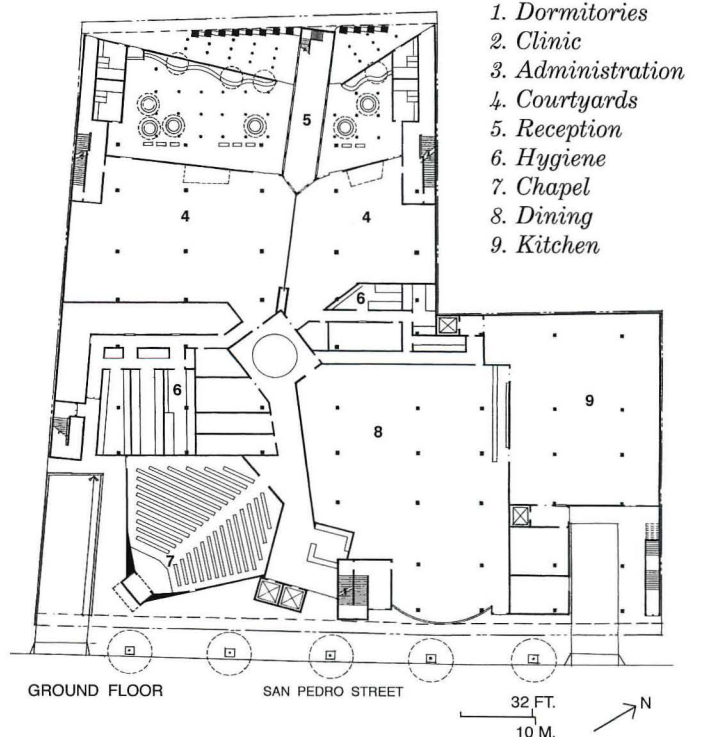 1. Dormitories
2. Clinic
3. Administration
4. Courtyards
5. Reception
6. Hygiene
7. Chapel
8. Dining
9. Kitchen
5
4
4
6
6
9
8
7
GROUND FLOOR
SAN PEDRO STREET
32 FT.
10 M.
N